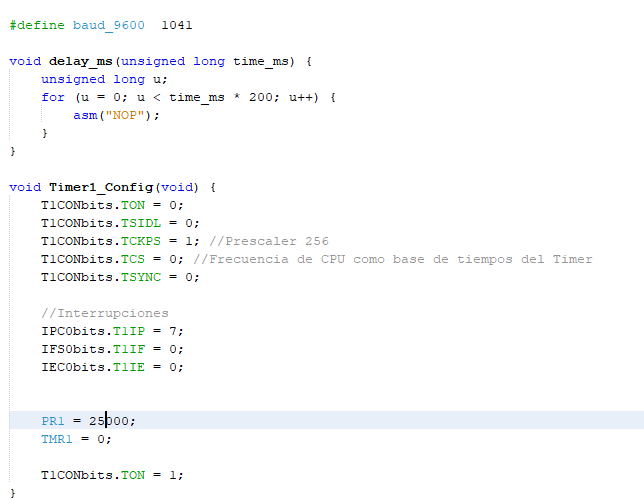 #define baud_9600  1041
void delay_ms(unsigned long time_ms) {
    unsigned long u;
    for (u = 0; u < time_ms * 200; u++) {
        asm("NOP");
    }
}
void Timer1_Config(void) {
    T1CONbits.TON = 0;
    T1CONbits.TSIDL = 0;
    T1CONbits.TCKPS = 1; //Prescaler 256
    T1CONbits.TCS = 0; //Frecuencia de CPU como base de tiempos del Timer
    T1CONbits.TSYNC = 0;
    //Interrupciones
    IPC0bits.T1IP = 7;
    IFS0bits.T1IF = 0;
    IEC0bits.T1IE = 0;
    PR1 = 25000;
    TMR1 = 0;
    T1CONbits.TON = 1;
}